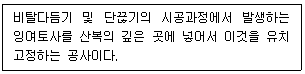 비탈다듬기 및 단끊기의 시공과정에서 발생하는
잉여토사를 산복의 깊은 곳에 넣어서 이것을 유치
고정하는 공사이다.